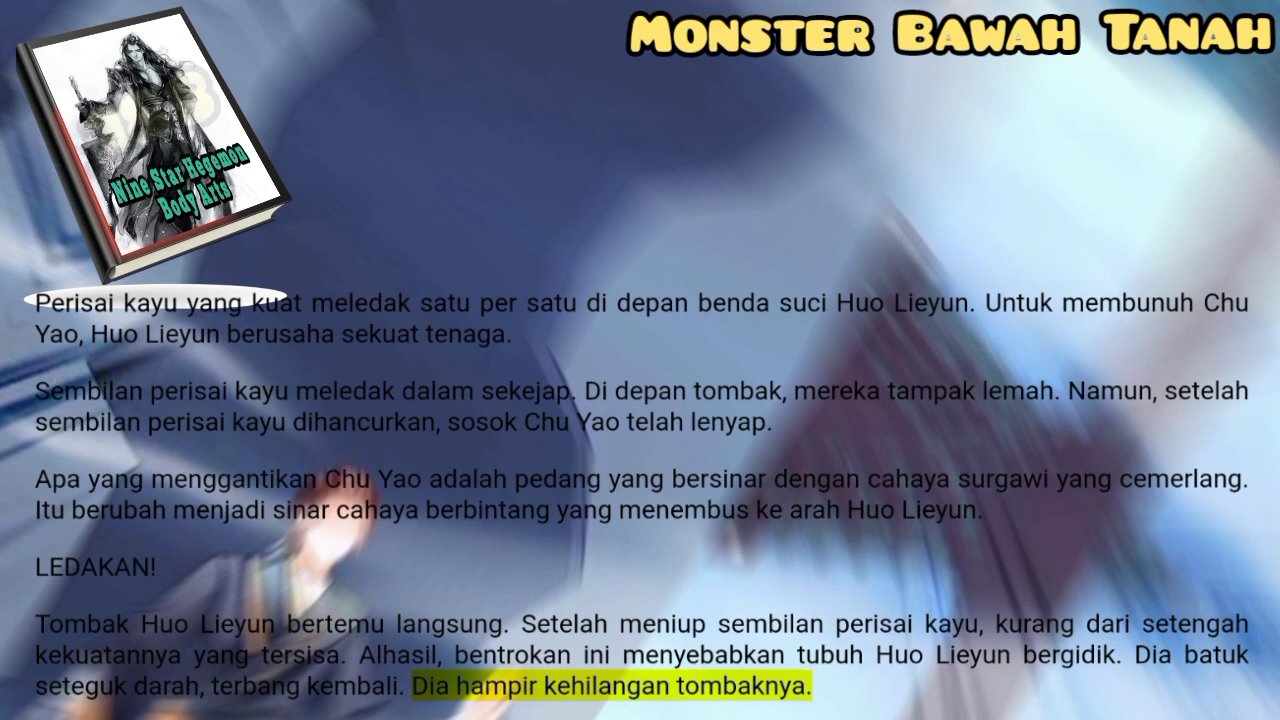 Monster Bawah Tanah
Nine Star Hegemon
Body Arts
Perisai kayu yang kuat meledak satu per satu di depan benda suci Huo Lieyun. Untuk membunuh Chu
Yao, Huo Lieyun berusaha sekuat tenaga.
Sembilan perisai kayu meledak dalam sekejap. Di depan tombak, mereka tampak lemah. Namun, setelah
sembilan perisai kayu dihancurkan, sosok Chu Yao telah lenyap.
Apa yang menggantikan Chu Yao adalah pedang yang bersinar dengan cahaya surgawi yang cemerlang.
Itu berubah menjadi sinar cahaya berbintang yang menembus ke arah Huo Lieyun.
LEDAKAN!
Tombak Huo Lieyun bertemu langsung. Setelah meniup sembilan perisai kayu, kurang dari setengah
kekuatannya yang tersisa. Alhasil, bentrokan ini menyebabkan tubuh Huo Lieyun bergidik. Dia batuk
seteguk darah, terbang kembali. Dia hampir kehilangan tombaknya.